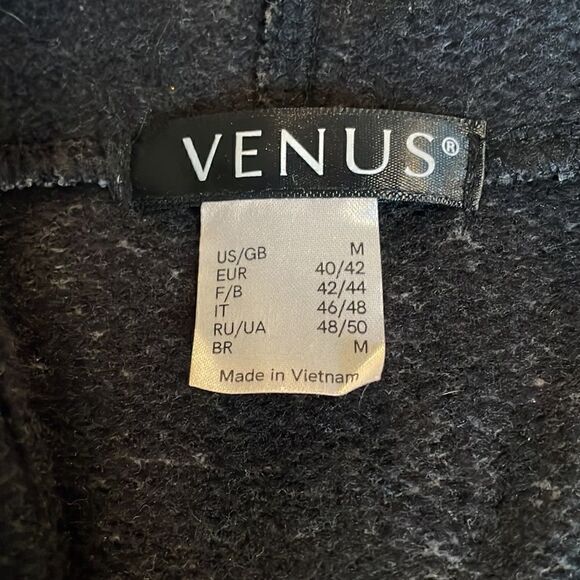 VENUS®
US/GB M
EUR 40/42
F/B 42/44
IT 46/48
RU/UA 48/50
BR M
Made in Vietnam